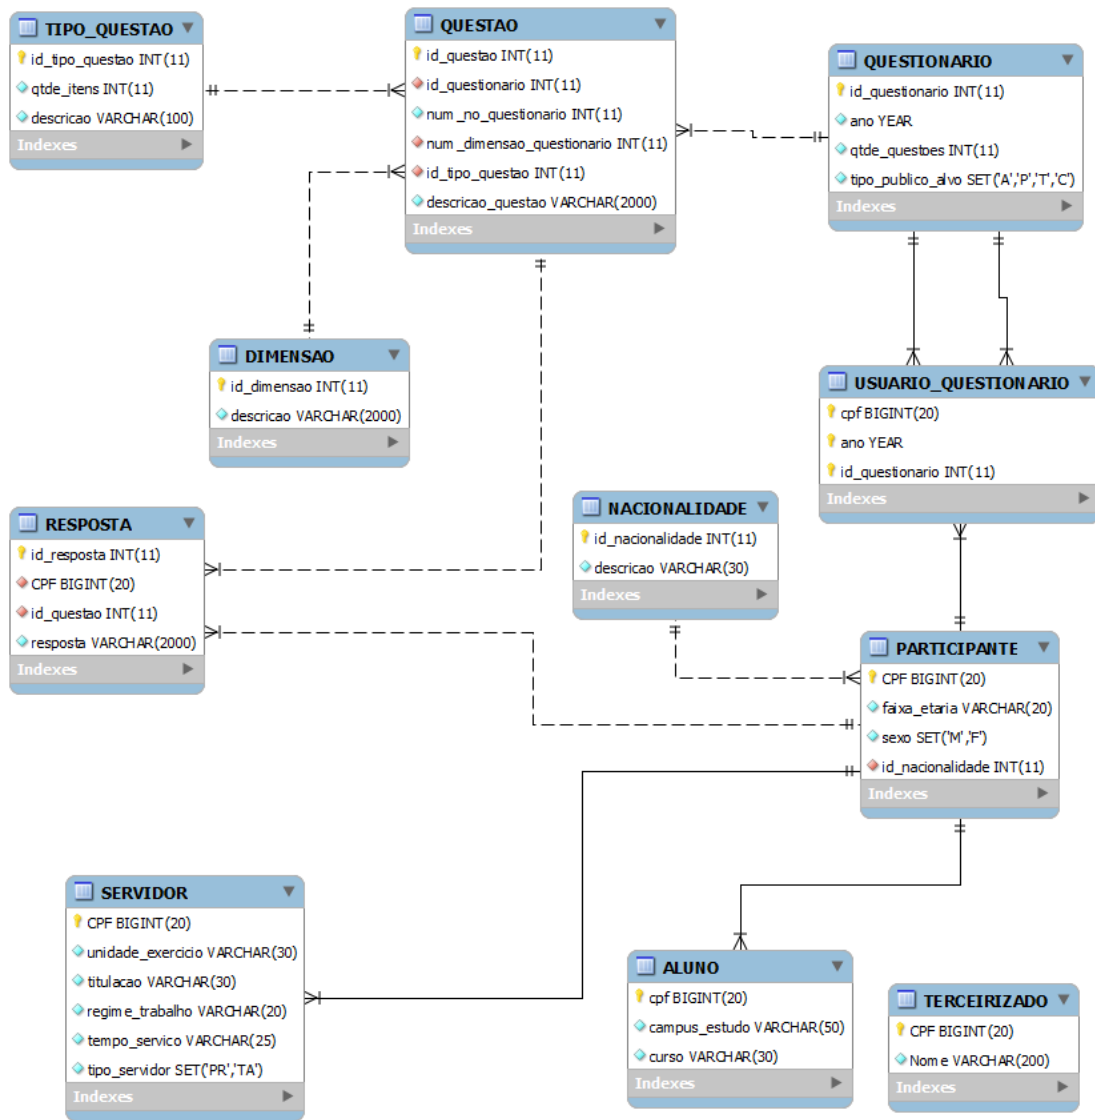 TIPO_QUESTAO
id_tipo_questao INT(11)
qtde_itens INT(11)
descricao VARCHAR(100)
Indexes
QUESTAO
id_questao INT(11)
id_questionario INT(11)
num_no_questionario INT(11)
num_dimensao_questionario INT(11)
id_tipo_questao INT(11)
descricao_questao VARCHAR(2000)
Indexes
QUESTIONARIO
id_questionario INT(11)
ano YEAR
qtde_questoes INT(11)
tipo_publico_alvo SET('A','P','T','C')
Indexes
DIMENSAO
id_dimensao INT(11)
descricao VARCHAR(2000)
Indexes
USUARIO_QUESTIONARIO
cpf BIGINT(20)
ano YEAR
id_questionario INT(11)
Indexes
RESPOSTA
id_resposta INT(11)
CPF BIGINT(20)
id_questao INT(11)
resposta VARCHAR(2000)
Indexes
NACIONALIDADE
id_nacionalidade INT(11)
descricao VARCHAR(30)
Indexes
PARTICIPANTE
CPF BIGINT(20)
faixa_etaria VARCHAR(20)
sexo SET('M','F')
id_nacionalidade INT(11)
Indexes
SERVIDOR
CPF BIGINT(20)
unidade_exercicio VARCHAR(30)
titulacao VARCHAR(30)
regime_trabalho VARCHAR(20)
tempo_servico VARCHAR(25)
tipo_servidor SET('PR','TA')
Indexes
ALUNO
cpf BIGINT(20)
campus_estudo VARCHAR(50)
curso VARCHAR(30)
Indexes
TERCEIRIZADO
CPF BIGINT(20)
Nome VARCHAR(200)
Indexes